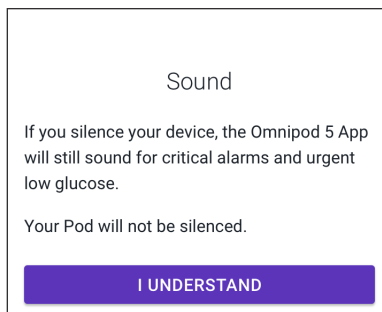 Sound
If you silence your device, the Omnipod 5 App
will still sound for critical alarms and urgent
low glucose.
Your Pod will not be silenced.
I UNDERSTAND